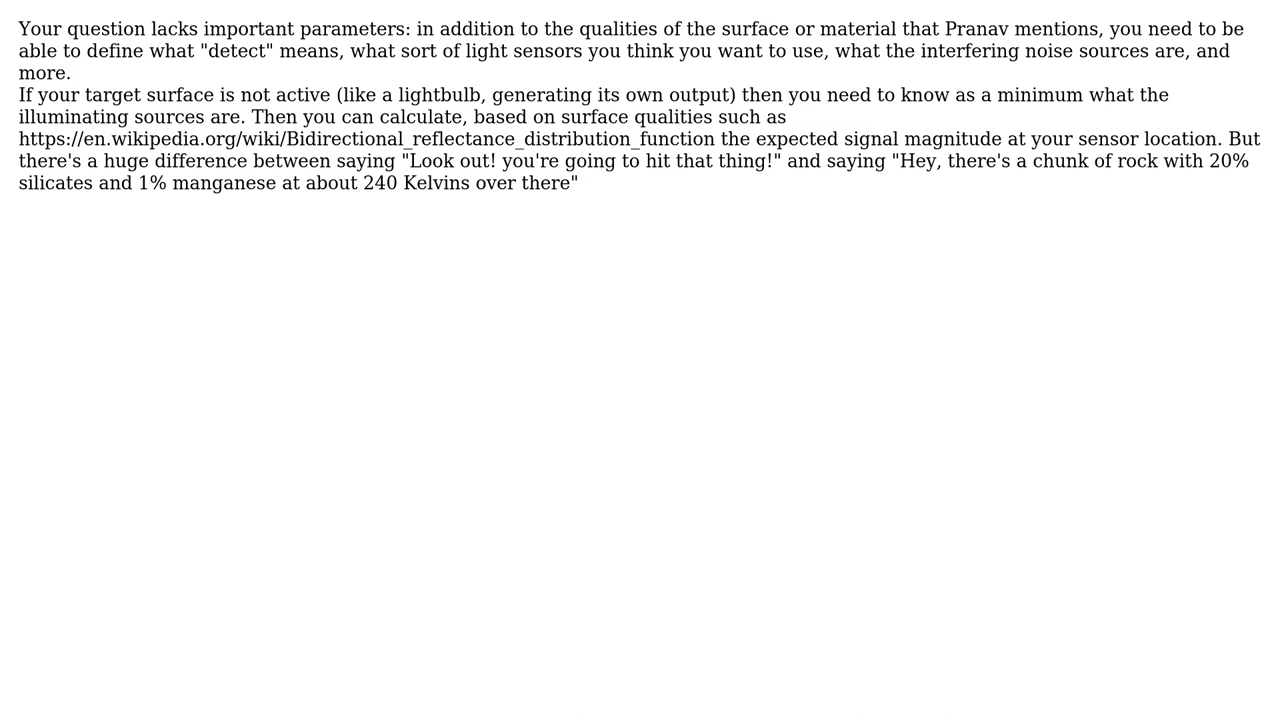 Your question lacks important parameters: in addition to the qualities of the surface or material that Pranav mentions, you need to be
able to define what "detect" means, what sort of light sensors you think you want to use, what the interfering noise sources are, and
more.
If your target surface is not active (like a lightbulb, generating its own output) then you need to know as a minimum what the
illuminating sources are. Then you can calculate, based on surface qualities such as
https://en.wikipedia.org/wiki/Bidirectional_reflectance_distribution_function the expected signal magnitude at your sensor location. But
there's a huge difference between saying "Look out! you're going to hit that thing!" and saying "Hey, there's a chunk of rock with 20%
silicates and 1% manganese at about 240 Kelvins over there"